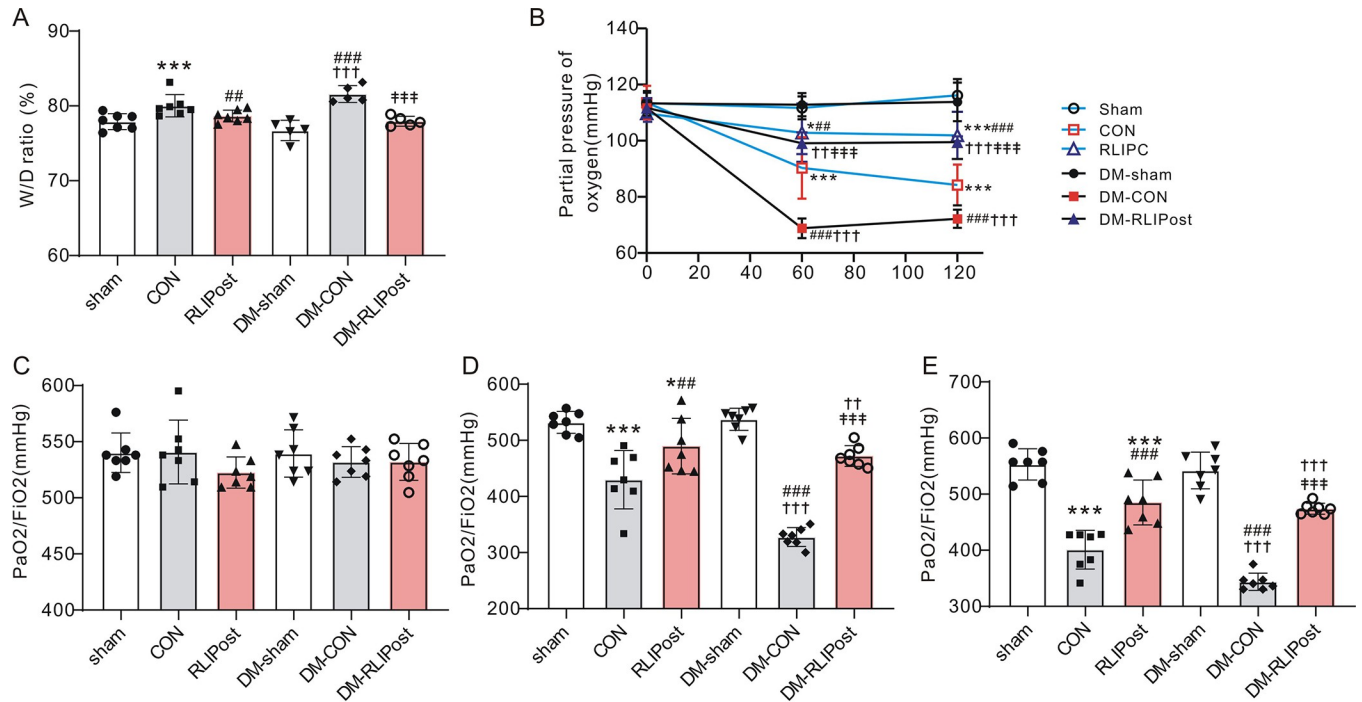 A
W/D ratio (%)
90
80
70
60
***
##
###
†††
‡‡‡
sham
CON
RLIPost
DM-sham
DM-CON
DM-RLIPost
B
Partial pressure of
oxygen(mmHg)
140
120
100
80
60
0
20
40
60
80
100
120
*##
††‡‡‡
***
###†††
***###
†††‡‡‡
***
###†††
Sham
CON
RLIPC
DM-sham
DM-CON
DM-RLIPost
C
PaO2/FiO2(mmHg)
600
550
500
450
400
sham
CON
RLIPost
DM-sham
DM-CON
DM-RLIPost
D
PaO2/FiO2(mmHg)
600
500
400
300
200
***
*##
###
†††
††
‡‡‡
sham
CON
RLIPost
DM-sham
DM-CON
DM-RLIPost
E
PaO2/FiO2(mmHg)
700
600
500
400
300
***
***
###
###
†††
†††
‡‡‡
sham
CON
RLIPost
DM-sham
DM-CON
DM-RLIPost